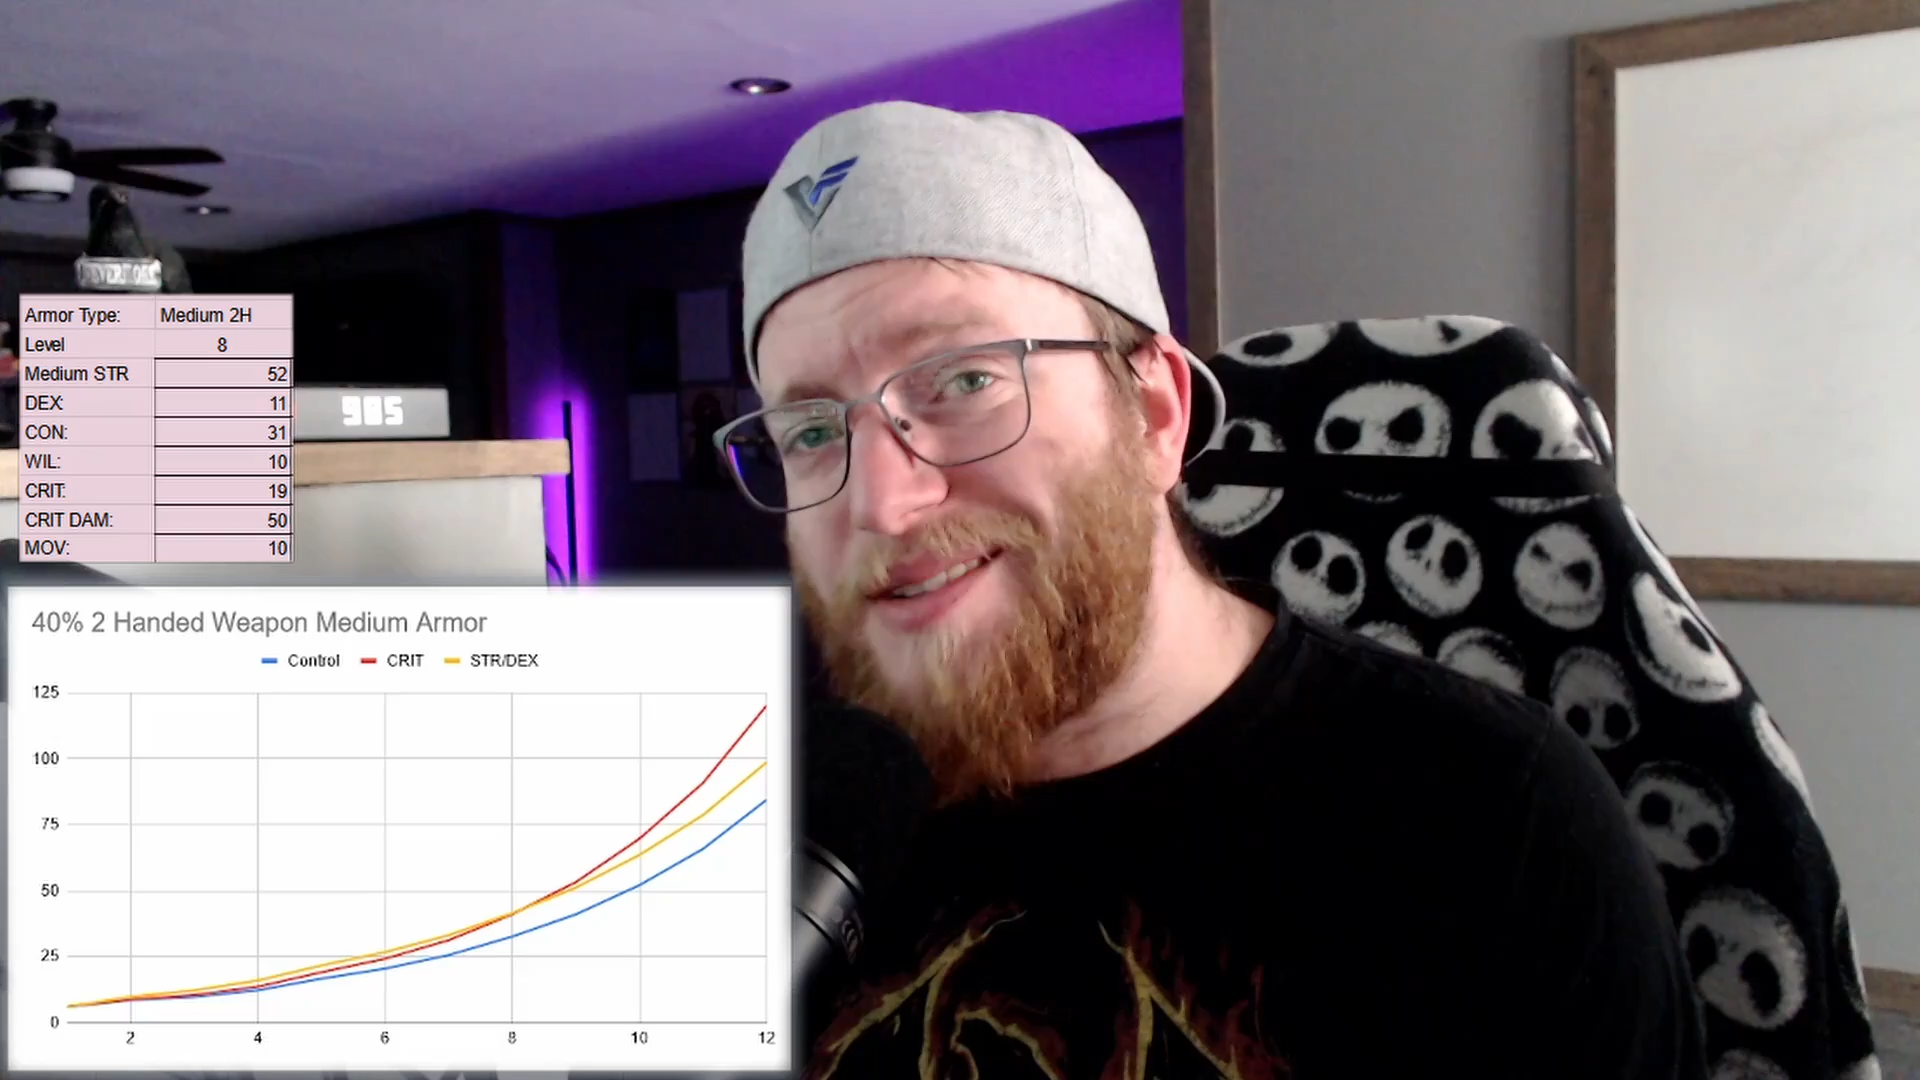 Armor Type: Medium 2H
Level 8
Medium STR 52
DEX: 11
CON: 31
WIL: 10
CRIT: 19
CRIT DAM: 50
MOV: 10
905
40% 2 Handed Weapon Medium Armor
Control CRIT STR/DEX
125
100
75
50
25
0
2 4 6 8 10 12